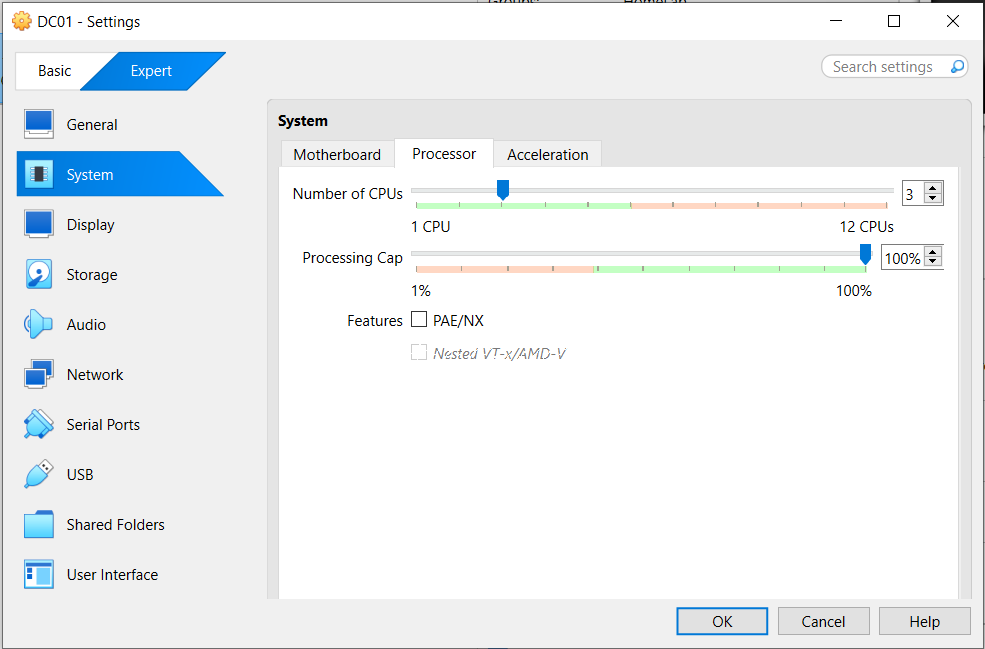 DC01 - Settings
Basic
Expert
Search settings
General
System
Display
Storage
Audio
Network
Serial Ports
USB
Shared Folders
User Interface
System
Motherboard
Processor
Acceleration
Number of CPUs
3
1 CPU
12 CPUs
Processing Cap
100%
1%
100%
Features
PAE/NX
Nested VT-x/AMD-V
OK
Cancel
Help